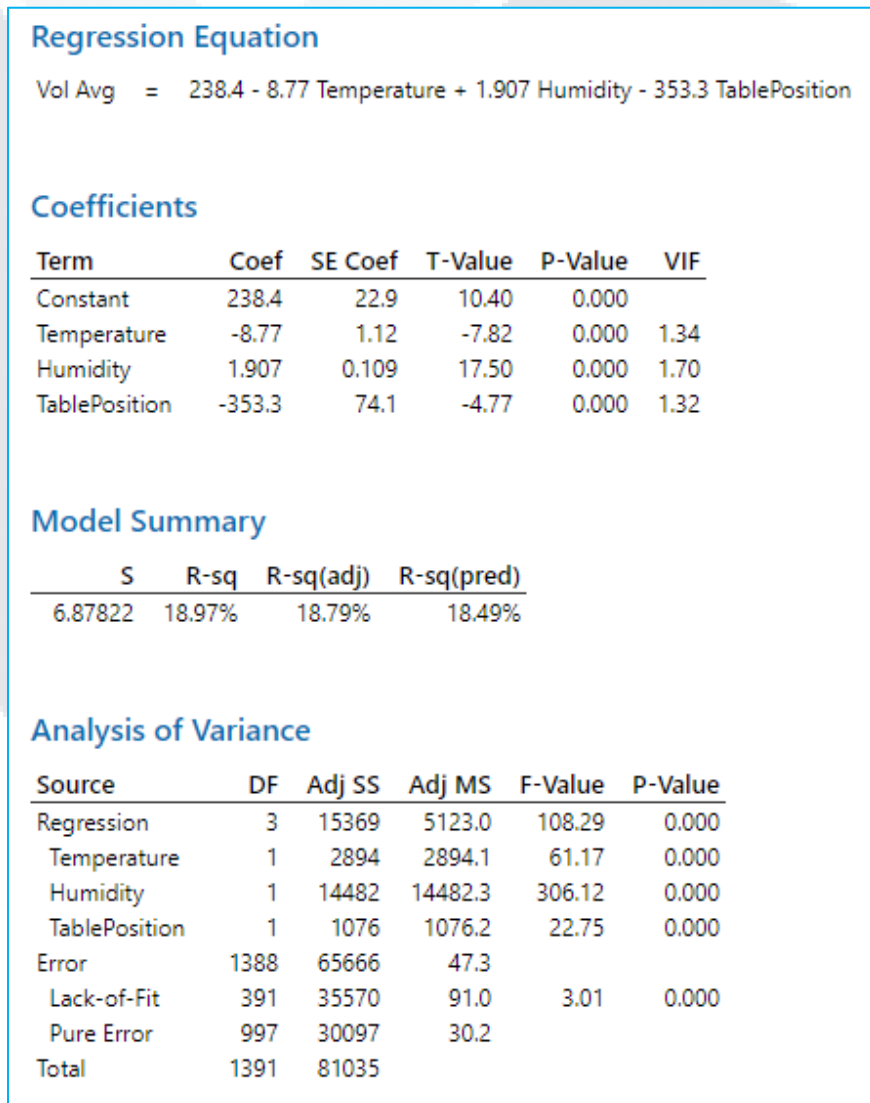 Regression Equation
Vol Avg = 238.4 - 8.77 Temperature + 1.907 Humidity - 353.3 TablePosition
Coefficients
Term Coef SE Coef T-Value P-Value VIF
Constant 238.4 22.9 10.40 0.000
Temperature -8.77 1.12 -7.82 0.000 1.34
Humidity 1.907 0.109 17.50 0.000 1.70
TablePosition -353.3 74.1 -4.77 0.000 1.32
Model Summary
S R-sq R-sq(adj) R-sq(pred)
6.87822 18.97% 18.79% 18.49%
Analysis of Variance
Source DF Adj SS Adj MS F-Value P-Value
Regression 3 15369 5123.0 108.29 0.000
Temperature 1 2894 2894.1 61.17 0.000
Humidity 1 14482 14482.3 306.12 0.000
TablePosition 1 1076 1076.2 22.75 0.000
Error 1388 65666 47.3
Lack-of-Fit 391 35570 91.0 3.01 0.000
Pure Error 997 30097 30.2
Total 1391 81035